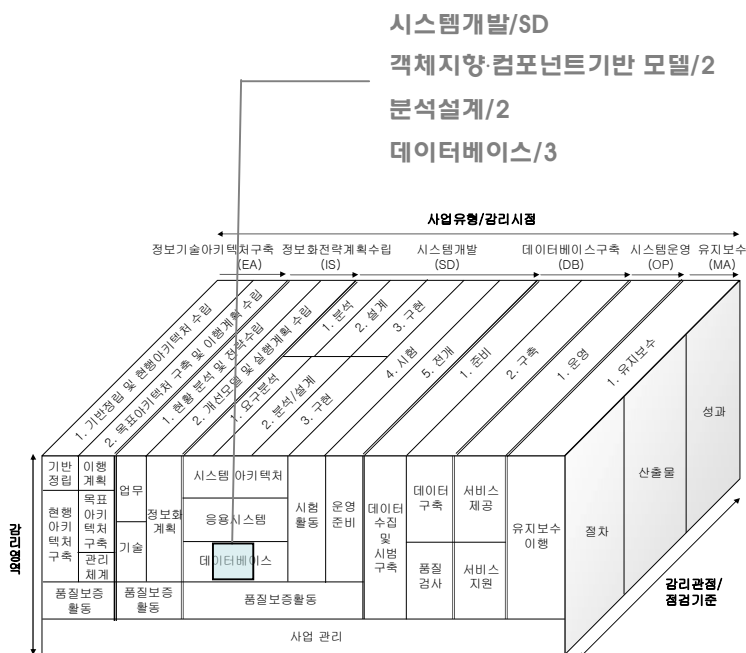 시스템개발/SD
객체지향·컴포넌트기반 모델/2
분석설계/2
데이터베이스/3
사업유형/감리시점
정보기술아키텍처구축
(EA)
정보화전략계획수립
(IS)
시스템개발
(SD)
데이터베이스구축
(DB)
시스템운영
(OP)
유지보수
(MA)
1. 기반정립 및 현행아키텍처 수립
2. 목표아키텍처 구축 및 이행계획 수립
1. 현황 분석 및 전략수립
2. 개선모델 및 실행계획 수립
1. 분석
2. 설계
3. 구현
1. 요구분석
2. 분석/설계
3. 구현
4. 시험
5. 전개
1. 준비
2. 구축
1. 운영
1. 유지보수
감리영역
기반
정립
이행
계획
현행
아키
텍처
구축
목표
아키
텍처
구축
관리
체계
품질보증
활동
업무
기술
정보화
계획
품질보증
활동
시스템 아키텍처
응용시스템
데이터베이스
시험
활동
운영
준비
품질보증활동
데이터
수집
및
시범
구축
데이터
구축
품질
검사
서비스
제공
서비스
지원
유지보수
이행
사업 관리
절차
산출물
성과
감리관점/
점검기준